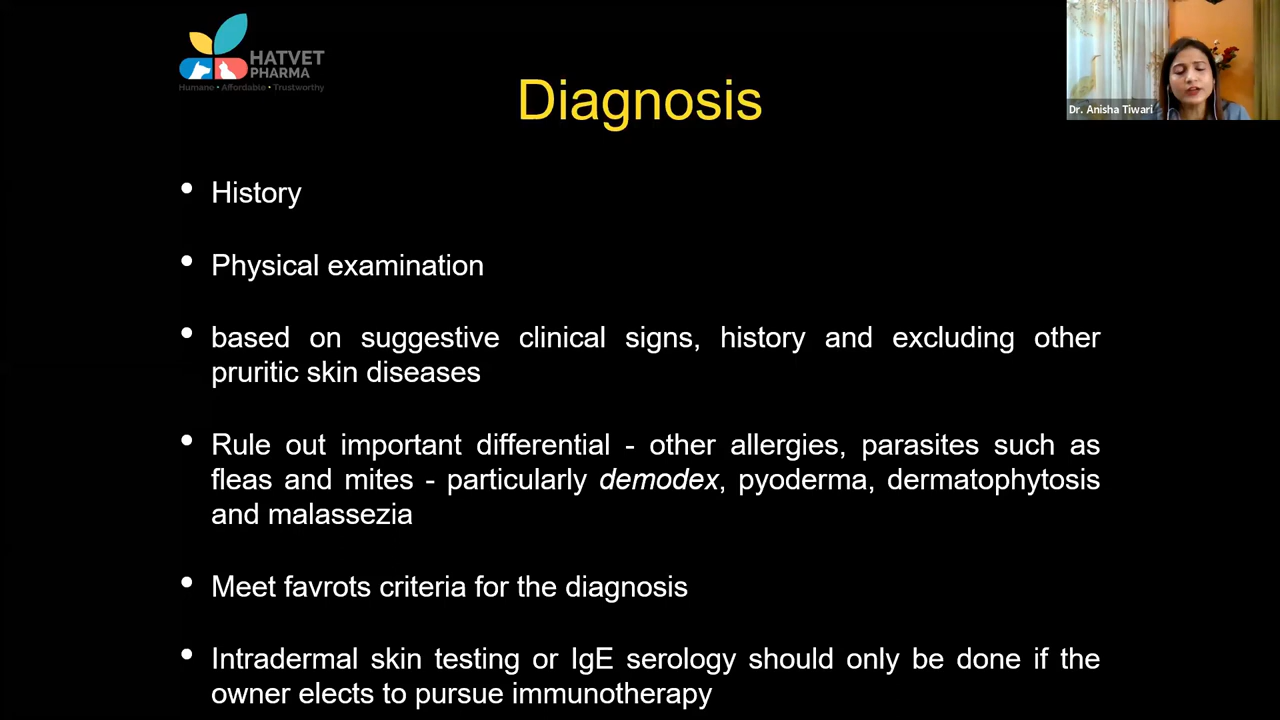 HATVET
PHARMA
Humane • Affordable • Trustworthy
Dr. Anisha Tiwari
Diagnosis
• History
• Physical examination
• based on suggestive clinical signs, history and excluding other
pruritic skin diseases
• Rule out important differential - other allergies, parasites such as
fleas and mites - particularly demodex, pyoderma, dermatophytosis
and malassezia
• Meet favrots criteria for the diagnosis
• Intradermal skin testing or IgE serology should only be done if the
owner elects to pursue immunotherapy